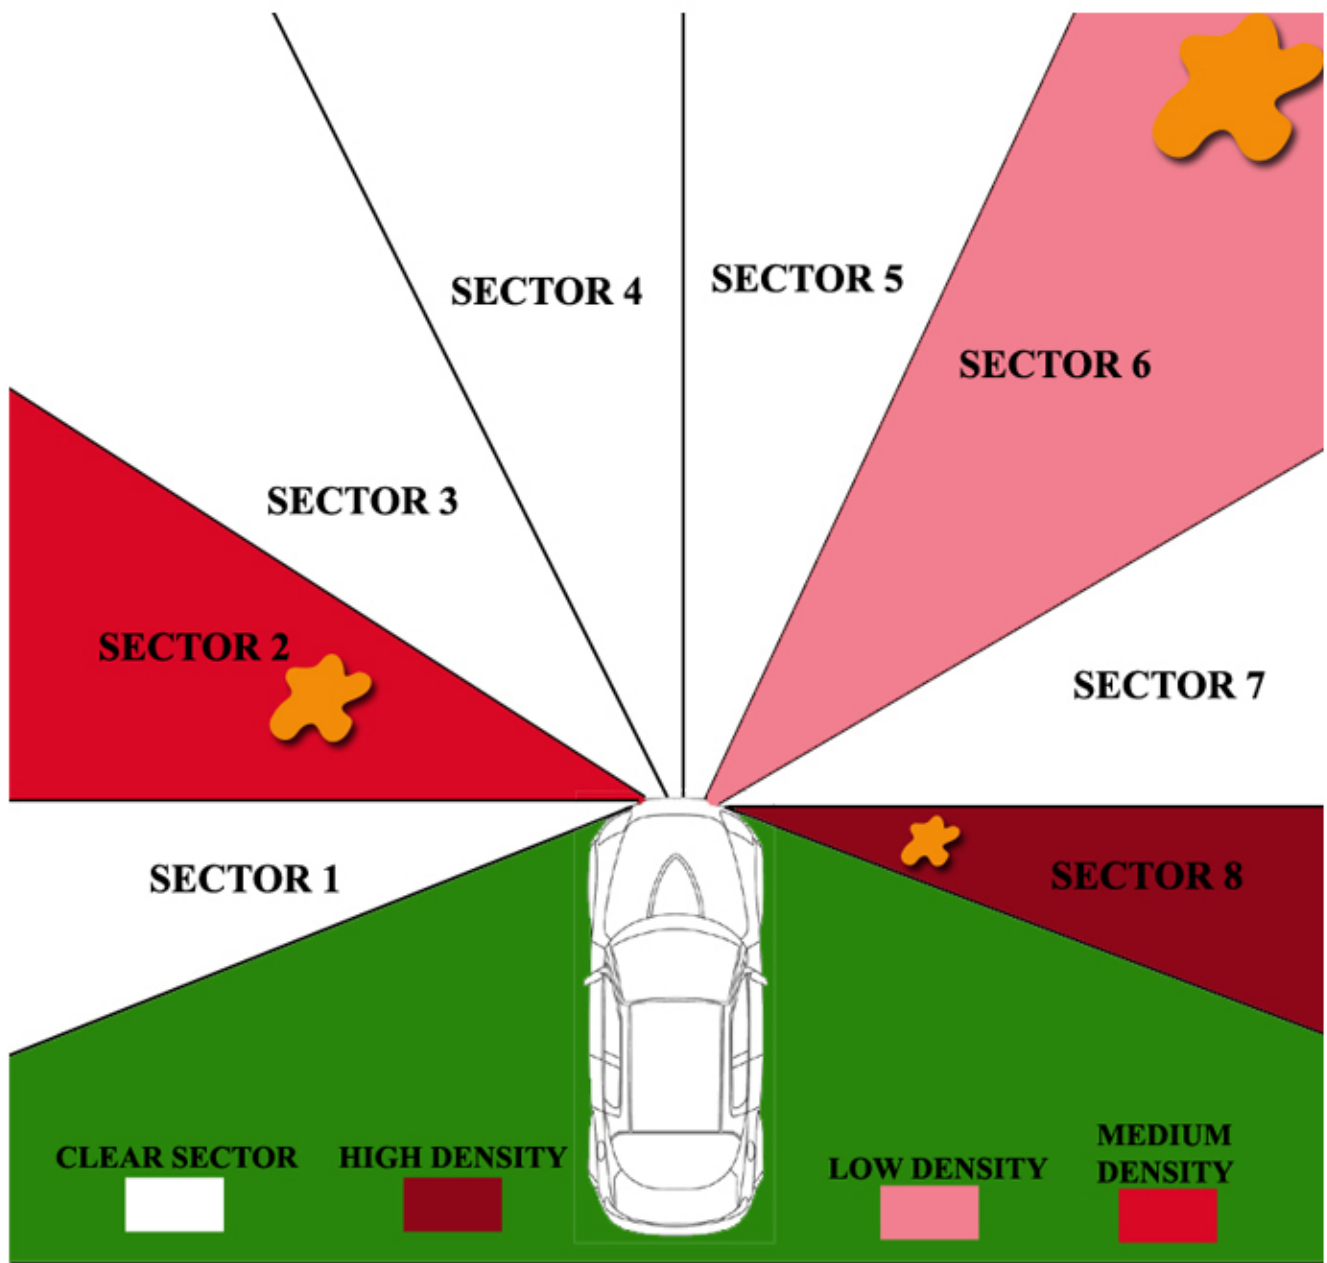 SECTOR 4
SECTOR 5
SECTOR 6
SECTOR 3
SECTOR 2
SECTOR 7
SECTOR 1
SECTOR 8
CLEAR SECTOR
HIGH DENSITY
LOW DENSITY
MEDIUM
DENSITY